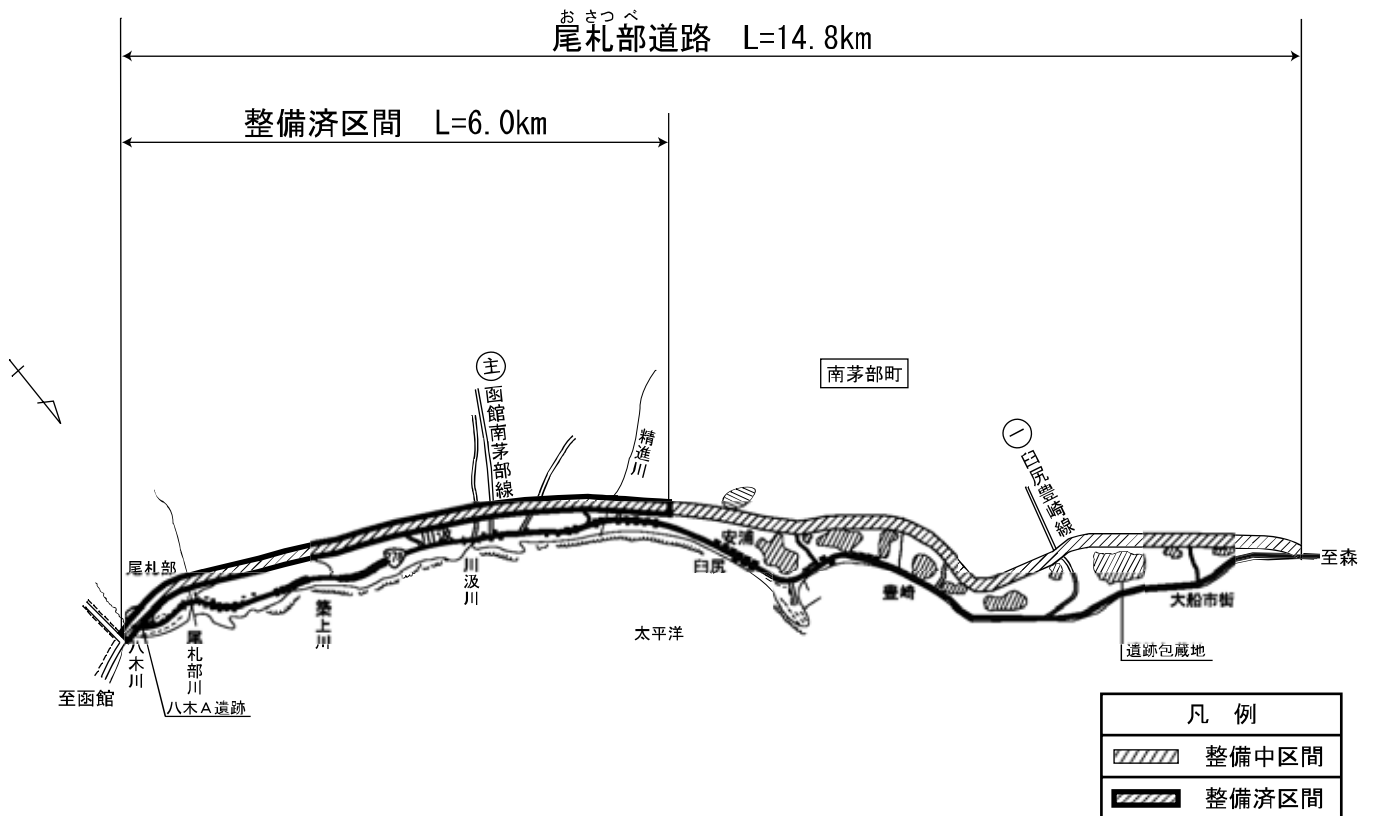 おさつべ
尾札部道路 L=14.8km
整備済区間 L=6.0km
主
函館南茅部線
精進川
南茅部町
一
臼尻豊崎線
尾札部
278
川汲川
安浦
臼尻
豊崎
大船市街
至森
築上川
太平洋
遺跡包蔵地
八木川
尾札部川
至函館
八木A遺跡
凡 例
整備中区間
整備済区間